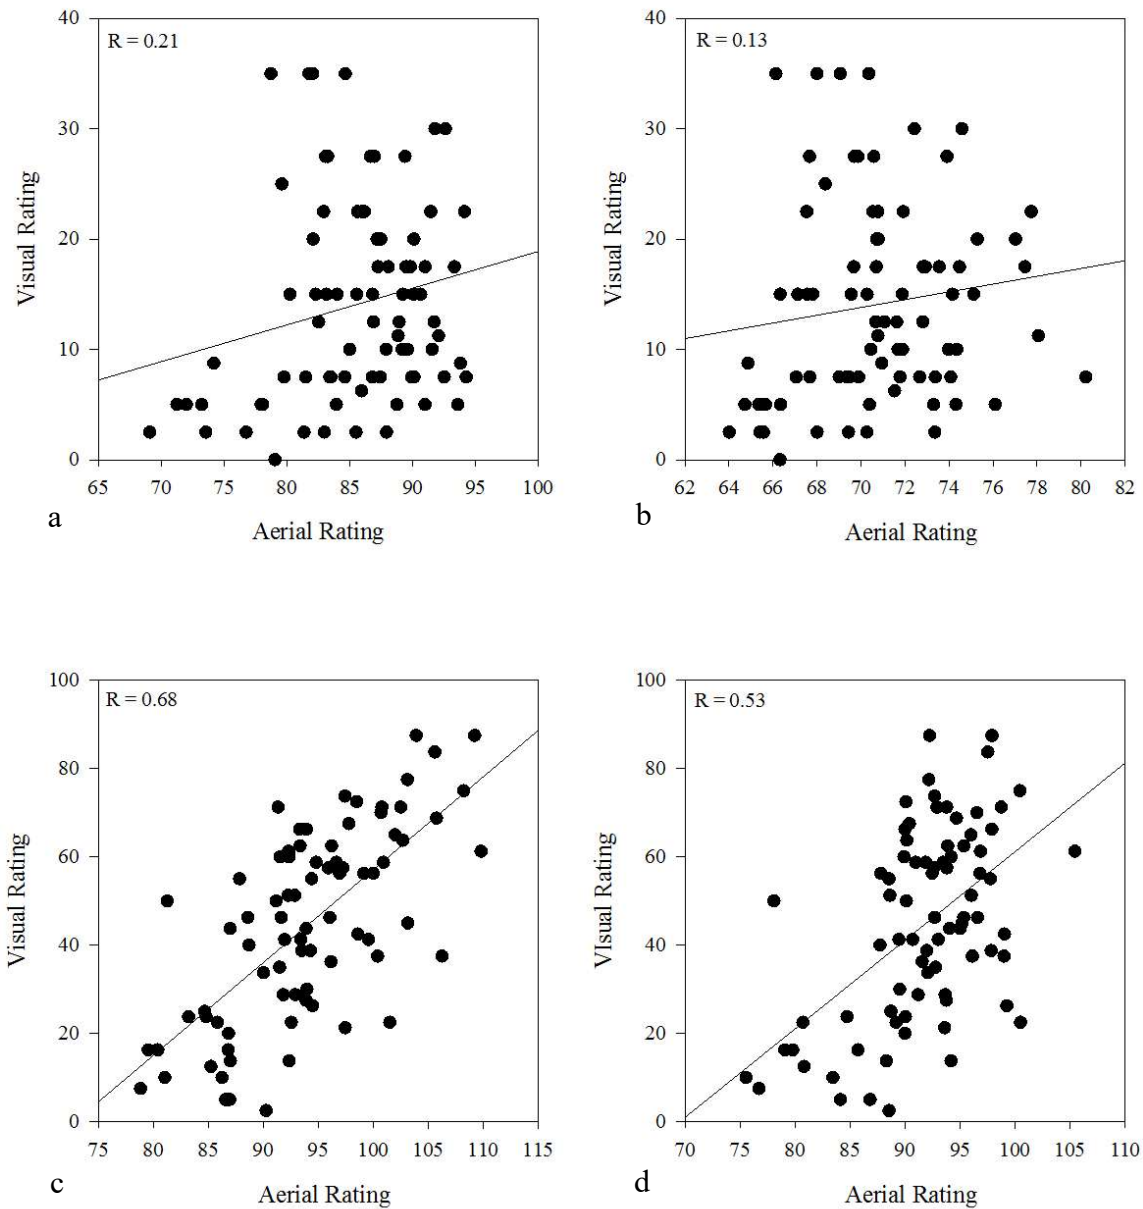 R = 0.21
40
30
20
10
0
Visual Rating
65 70 75 80 85 90 95 100
Aerial Rating
a
R = 0.13
40
30
20
10
0
Visual Rating
62 64 66 68 70 72 74 76 78 80 82
Aerial Rating
b
R = 0.68
100
80
60
40
20
0
Visual Rating
75 80 85 90 95 100 105 110 115
Aerial Rating
c
R = 0.53
100
80
60
40
20
0
VIsual Rating
70 75 80 85 90 95 100 105 110
Aerial Rating
d